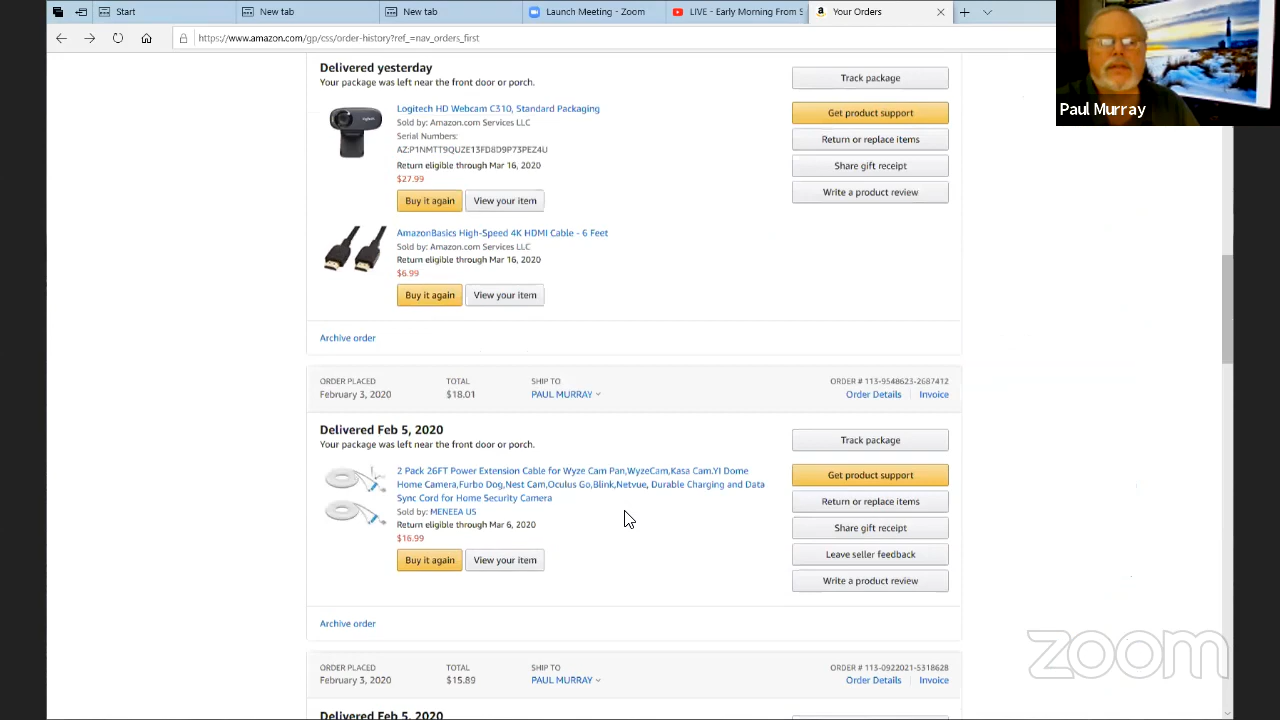 Start
New tab
New tab
Launch Meeting - Zoom
LIVE - Early Morning From S
Your Orders
https://www.amazon.com/gp/css/order-history?ref_=nav_orders_first
Paul Murray
Delivered yesterday
Your package was left near the front door or porch.
Track package
Logitech HD Webcam C310, Standard Packaging
Sold by: Amazon.com Services LLC
Serial Numbers:
AZ:P1NMTT9QUZE13FD8D9P73PEZ4U
Return eligible through Mar 16, 2020
$27.99
Buy it again
View your item
Get product support
Return or replace items
Share gift receipt
Write a product review
AmazonBasics High-Speed 4K HDMI Cable - 6 Feet
Sold by: Amazon.com Services LLC
Return eligible through Mar 16, 2020
$6.99
Buy it again
View your item
Archive order
ORDER PLACED
February 3, 2020
TOTAL
$18.01
SHIP TO
PAUL MURRAY
ORDER # 113-9548623-2687412
Order Details
Invoice
Delivered Feb 5, 2020
Your package was left near the front door or porch.
Track package
2 Pack 26FT Power Extension Cable for Wyze Cam Pan,WyzeCam,Kasa Cam,YI Dome
Home Camera,Furbo Dog,Nest Cam,Oculus Go,Blink,Netvue, Durable Charging and Data
Sync Cord for Home Security Camera
Sold by: MENEEA US
Return eligible through Mar 6, 2020
$16.99
Buy it again
View your item
Get product support
Return or replace items
Share gift receipt
Leave seller feedback
Write a product review
Archive order
ORDER PLACED
February 3, 2020
TOTAL
$15.89
SHIP TO
PAUL MURRAY
ORDER # 113-0922021-5318628
Order Details
Invoice
Delivered Feb 5, 2020
zoom